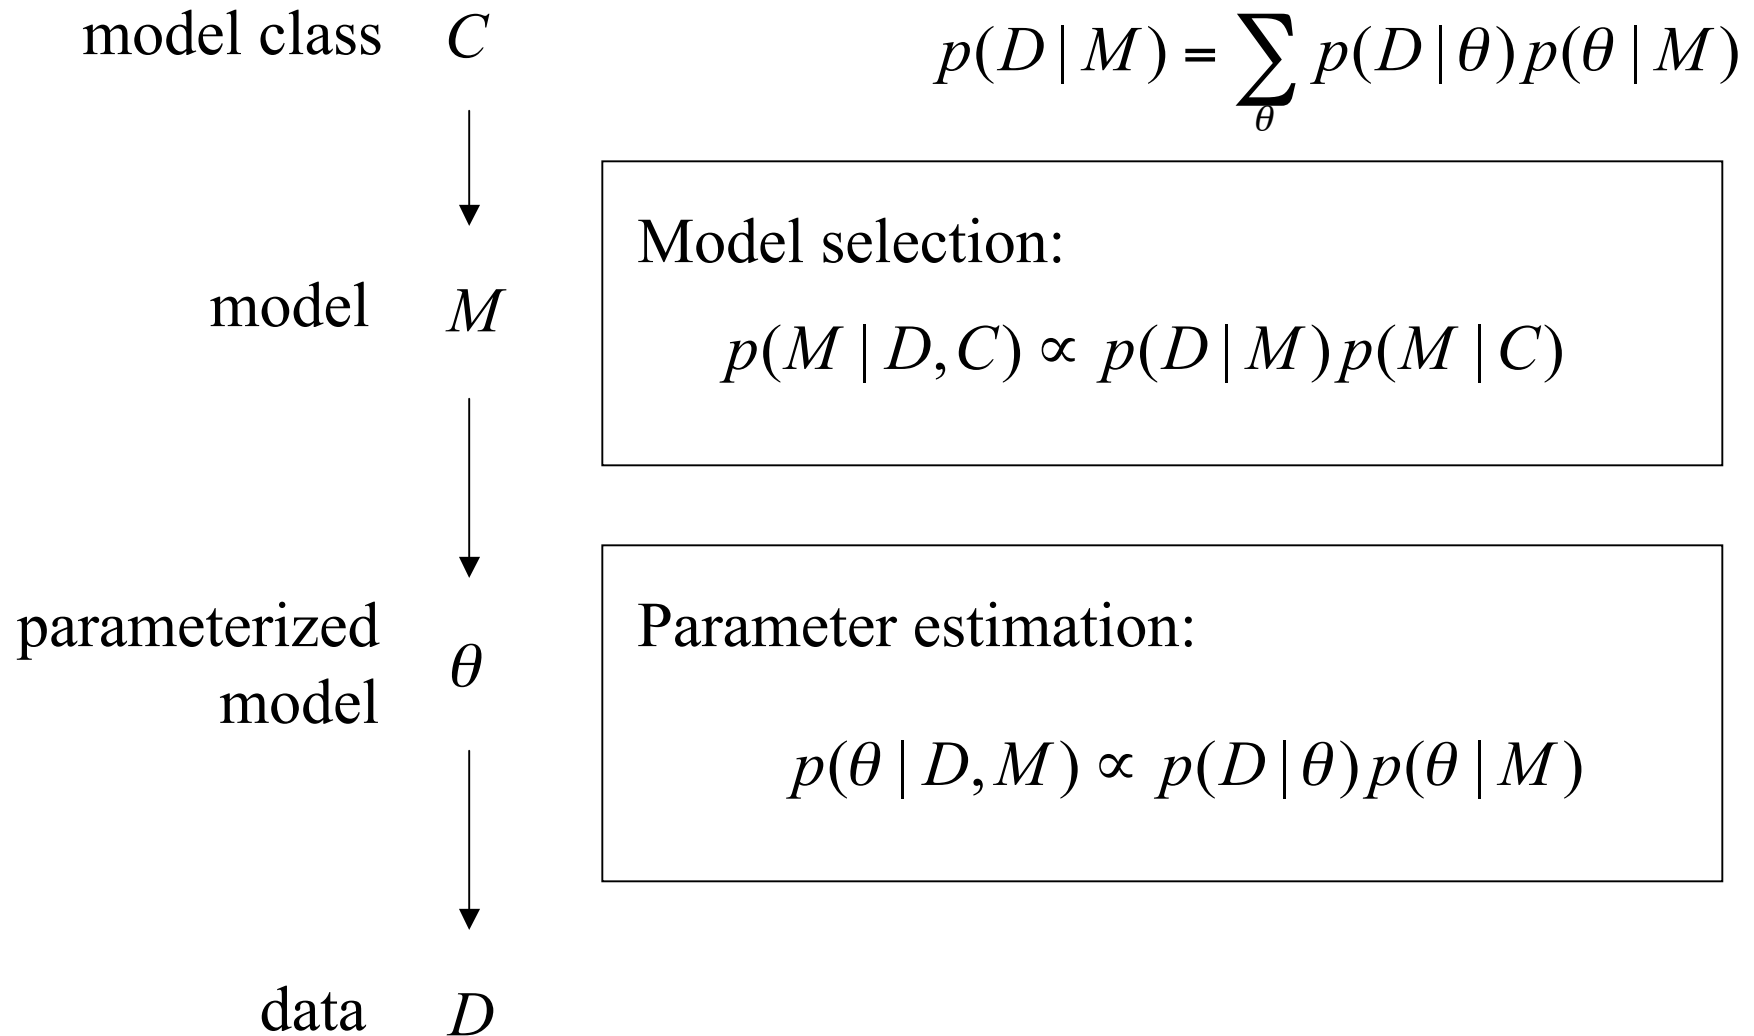 model class C
p(D | M) = ∑ p(D | θ) p(θ | M)
θ
Model selection:
model M
p(M | D, C) ∝ p(D | M) p(M | C)
Parameter estimation:
parameterized
model
θ
p(θ | D, M) ∝ p(D | θ) p(θ | M)
data D